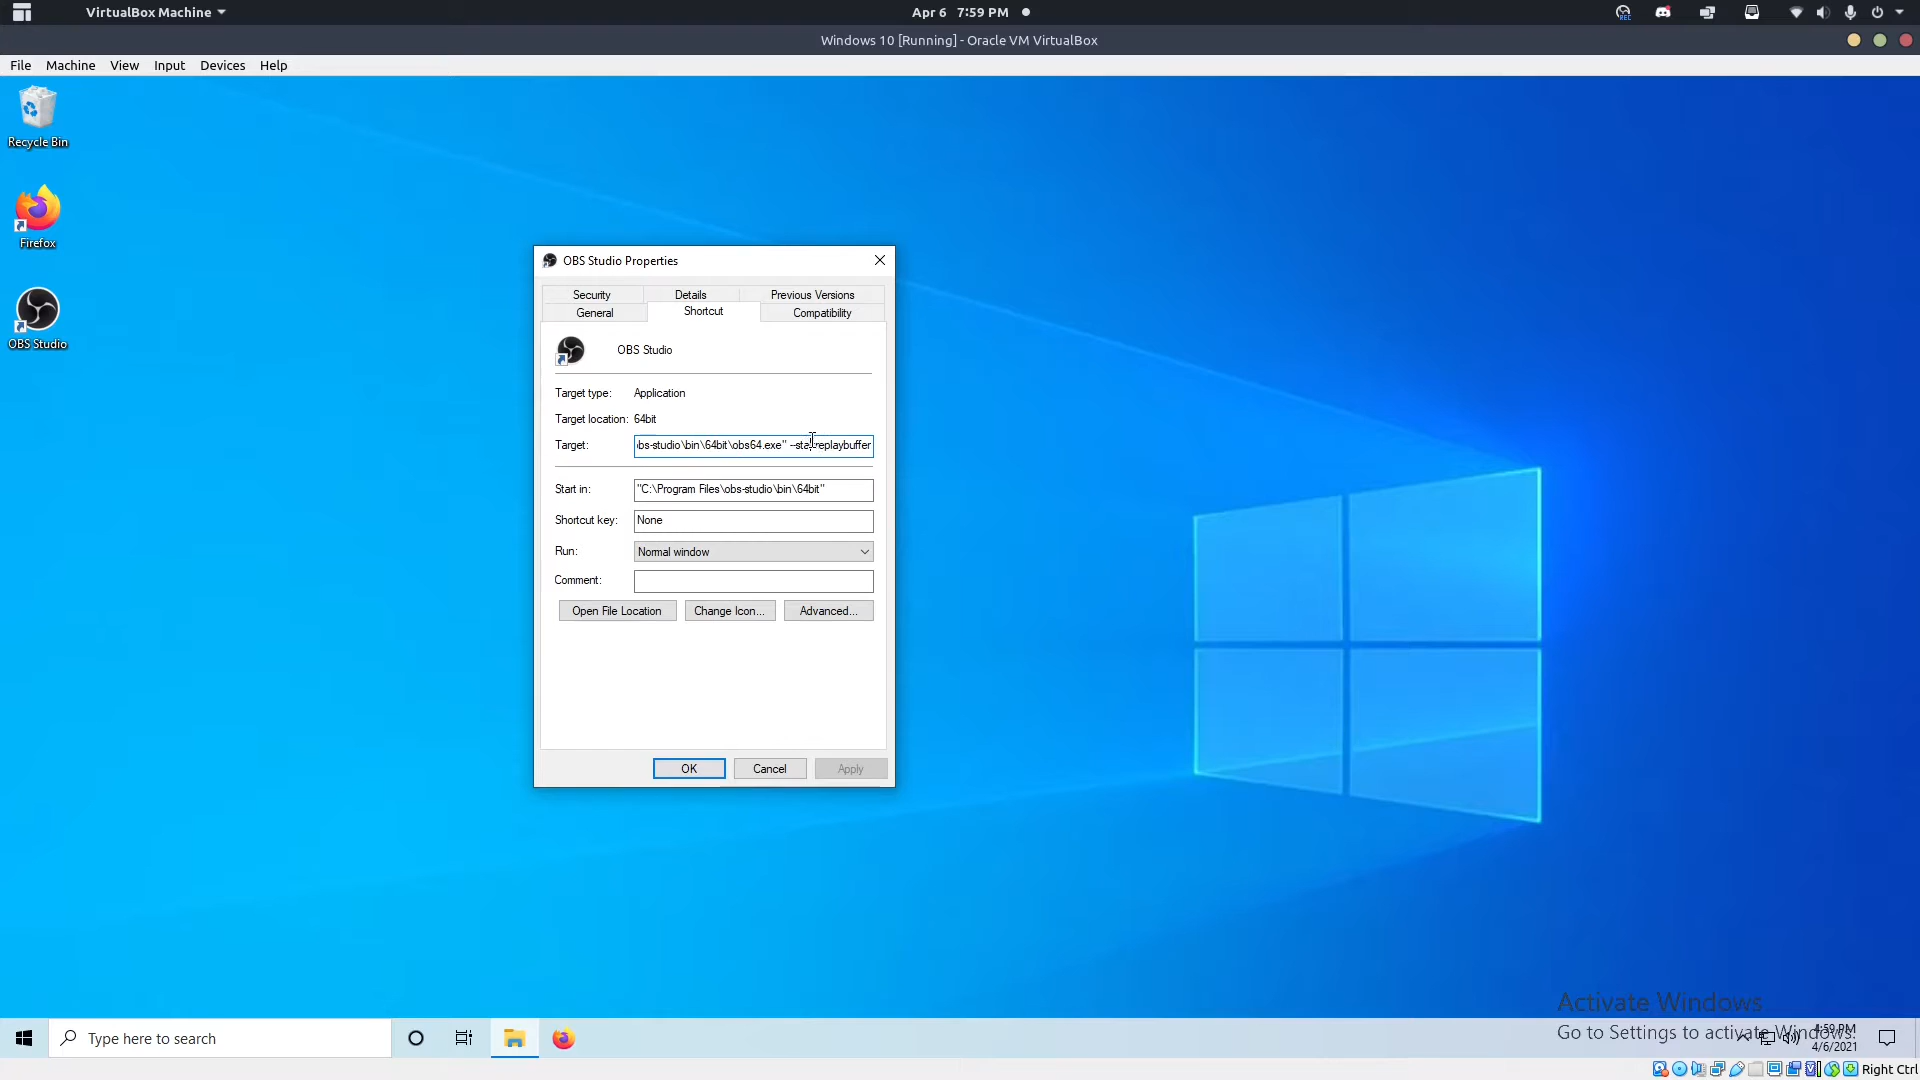 VirtualBox Machine
Apr 6 7:59 PM
REC
Windows 10 [Running] - Oracle VM VirtualBox
File Machine View Input Devices Help
Recycle Bin
Firefox
OBS Studio
OBS Studio Properties
Security Details Previous Versions
General Shortcut Compatibility
OBS Studio
Target type: Application
Target location: 64bit
Target: bs-studio\bin\64bit\obs64.exe"
Start in: "C:\Program Files\obs-studio\bin\64bit"
Shortcut key: None
Run: Normal window
Comment:
Open File Location Change Icon... Advanced...
OK Cancel Apply
Activate Windows
Go to Settings to activate Windows.
Type here to search
4:59 PM
4/6/2021
Right Ctrl